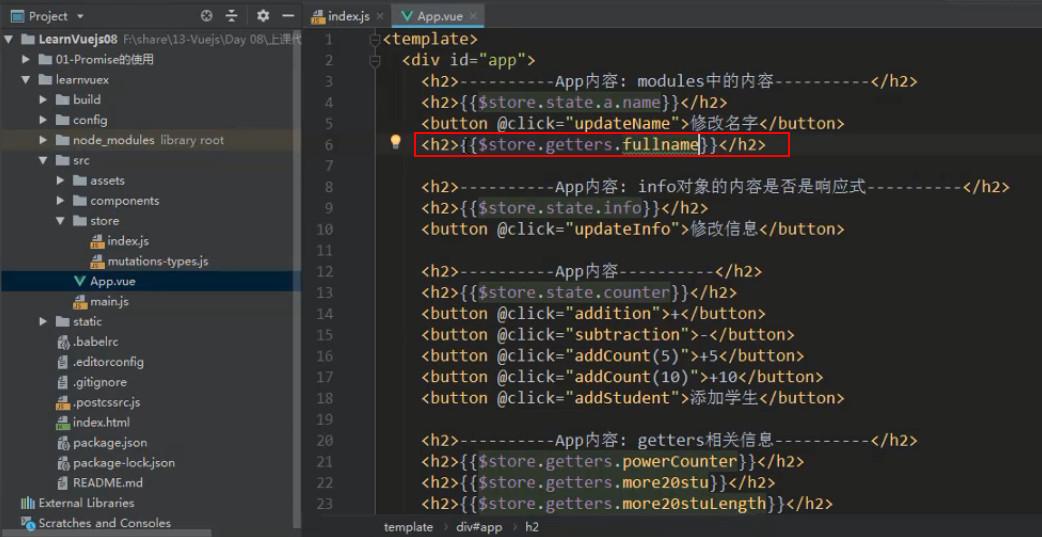 Project
index.js
App.vue
LearnVuejs08 F:\share\13-Vuejs\Day 08\上课代
01-Promise的使用
learnvuex
build
config
node_modules library root
src
assets
components
store
index.js
mutations-types.js
App.vue
main.js
static
.babelrc
.editorconfig
.gitignore
.postcssrc.js
index.html
package.json
package-lock.json
README.md
External Libraries
Scratches and Consoles
1 <template>
2 <div id="app">
3 <h2>----------App内容: modules中的内容----------</h2>
4 <h2>{{$store.state.a.name}}</h2>
5 <button @click="updateName">修改名字</button>
6 <h2>{{$store.getters.fullname}}</h2>
7
8 <h2>----------App内容: info对象的内容是否是响应式----------</h2>
9 <h2>{{$store.state.info}}</h2>
10 <button @click="updateInfo">修改信息</button>
11
12 <h2>----------App内容----------</h2>
13 <h2>{{$store.state.counter}}</h2>
14 <button @click="addition">+</button>
15 <button @click="subtraction">-</button>
16 <button @click="addCount(5)">+5</button>
17 <button @click="addCount(10)">+10</button>
18 <button @click="addStudent">添加学生</button>
19
20 <h2>----------App内容: getters相关信息----------</h2>
21 <h2>{{$store.getters.powerCounter}}</h2>
22 <h2>{{$store.getters.more20stu}}</h2>
23 <h2>{{$store.getters.more20stuLength}}</h2>
template › div#app › h2